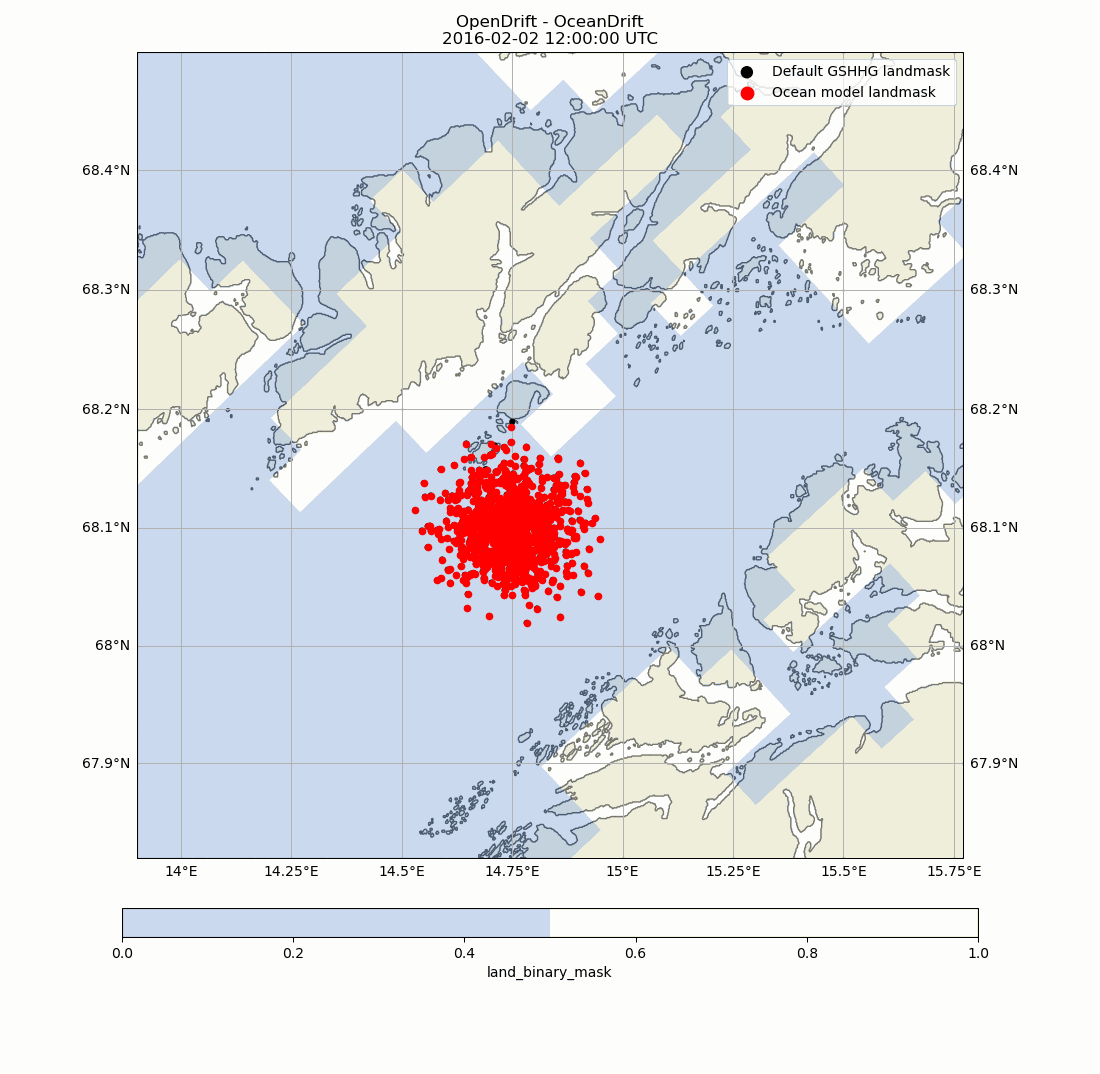 OpenDrift - OceanDrift
2016-02-02 12:00:00 UTC
Default GSHHG landmask
Ocean model landmask
68.4°N 68.4°N
68.3°N 68.3°N
68.2°N 68.2°N
68.1°N 68.1°N
68°N 68°N
67.9°N 67.9°N
14°E 14.25°E 14.5°E 14.75°E 15°E 15.25°E 15.5°E 15.75°E
0.0 0.2 0.4 0.6 0.8 1.0
land_binary_mask